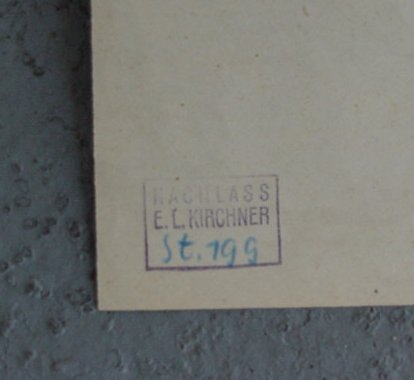 NACHLASS
E. L. KIRCHNER
St. 199